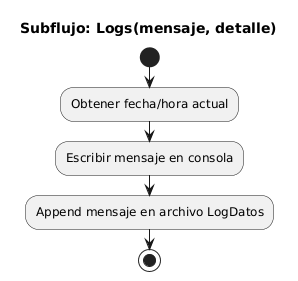 Subflujo: Logs(mensaje, detalle)
Obtener fecha/hora actual
Escribir mensaje en consola
Append mensaje en archivo LogDatos